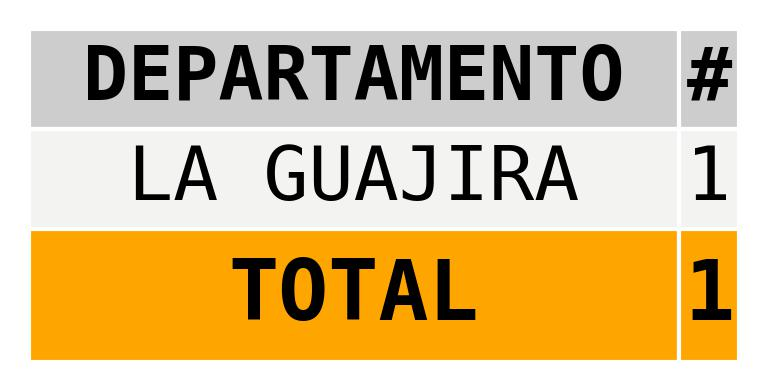 DEPARTAMENTO #
LA GUAJIRA 1
TOTAL 1